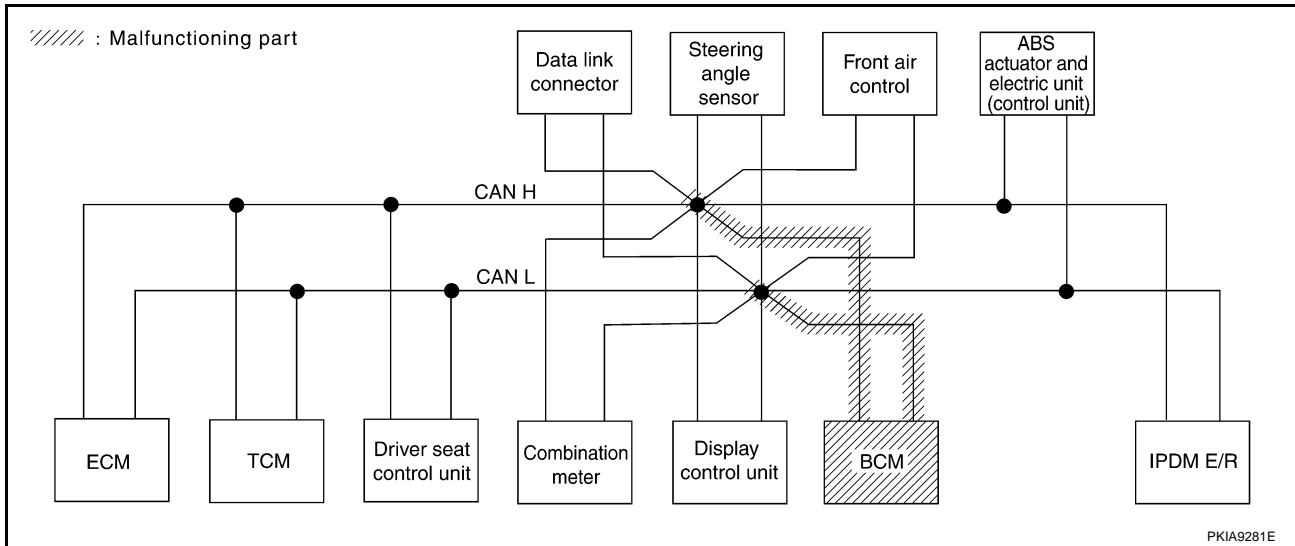 : Malfunctioning part
Data link
connector
Steering
angle
sensor
Front air
control
ABS
actuator and
electric unit
(control unit)
CAN H
CAN L
ECM
TCM
Driver seat
control unit
Combination
meter
Display
control unit
BCM
IPDM E/R
PKIA9281E